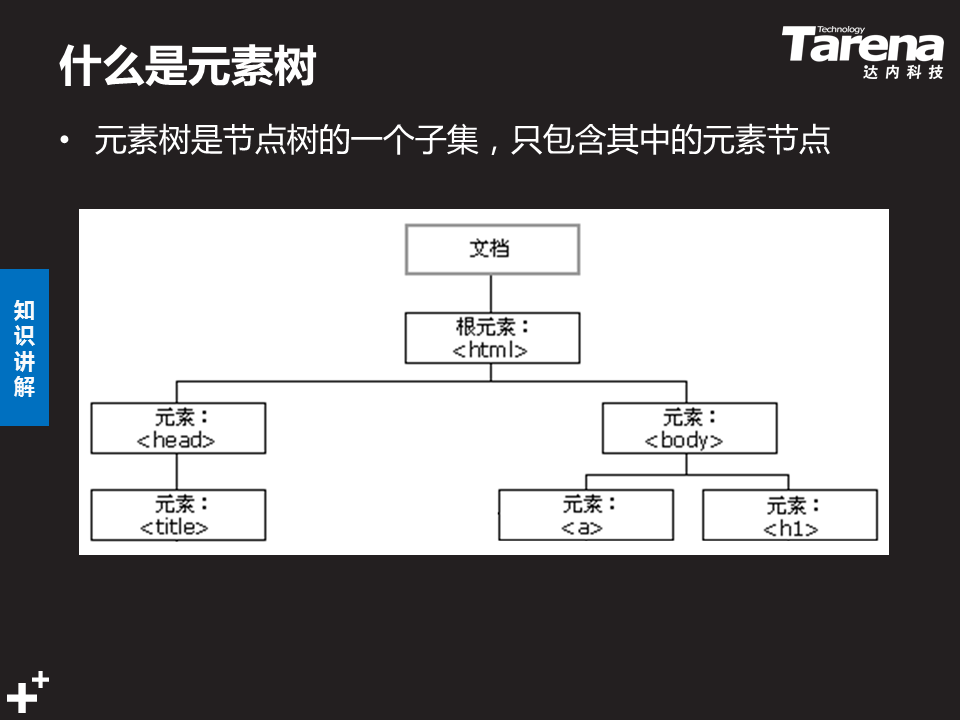 什么是元素树
Technology
Tarena
达内科技
• 元素树是节点树的一个子集，只包含其中的元素节点
知识讲解
文档
根元素：
<html>
元素：
<head>
元素：
<body>
元素：
<title>
元素：
<a>
元素：
<h1>